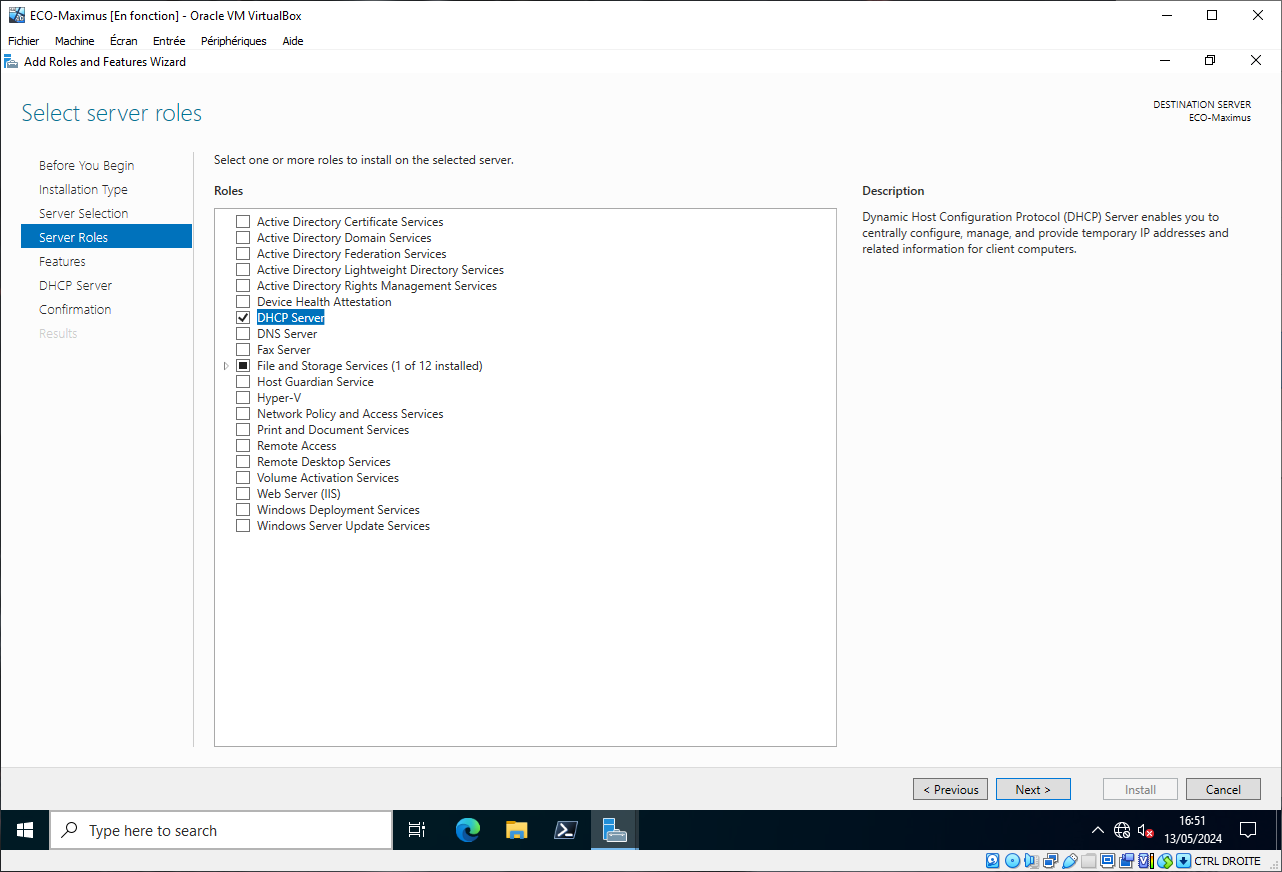 ECO-Maximus [En fonction] - Oracle VM VirtualBox
Fichier Machine Écran Entrée Périphériques Aide
Add Roles and Features Wizard
Select server roles
DESTINATION SERVER
ECO-Maximus
Before You Begin
Installation Type
Server Selection
Server Roles
Features
DHCP Server
Confirmation
Results
Select one or more roles to install on the selected server.
Roles
Active Directory Certificate Services
Active Directory Domain Services
Active Directory Federation Services
Active Directory Lightweight Directory Services
Active Directory Rights Management Services
Device Health Attestation
DHCP Server
DNS Server
Fax Server
File and Storage Services (1 of 12 installed)
Host Guardian Service
Hyper-V
Network Policy and Access Services
Print and Document Services
Remote Access
Remote Desktop Services
Volume Activation Services
Web Server (IIS)
Windows Deployment Services
Windows Server Update Services
Description
Dynamic Host Configuration Protocol (DHCP) Server enables you to
centrally configure, manage, and provide temporary IP addresses and
related information for client computers.
< Previous
Next >
Install
Cancel
Type here to search
16:51
13/05/2024
CTRL DROITE